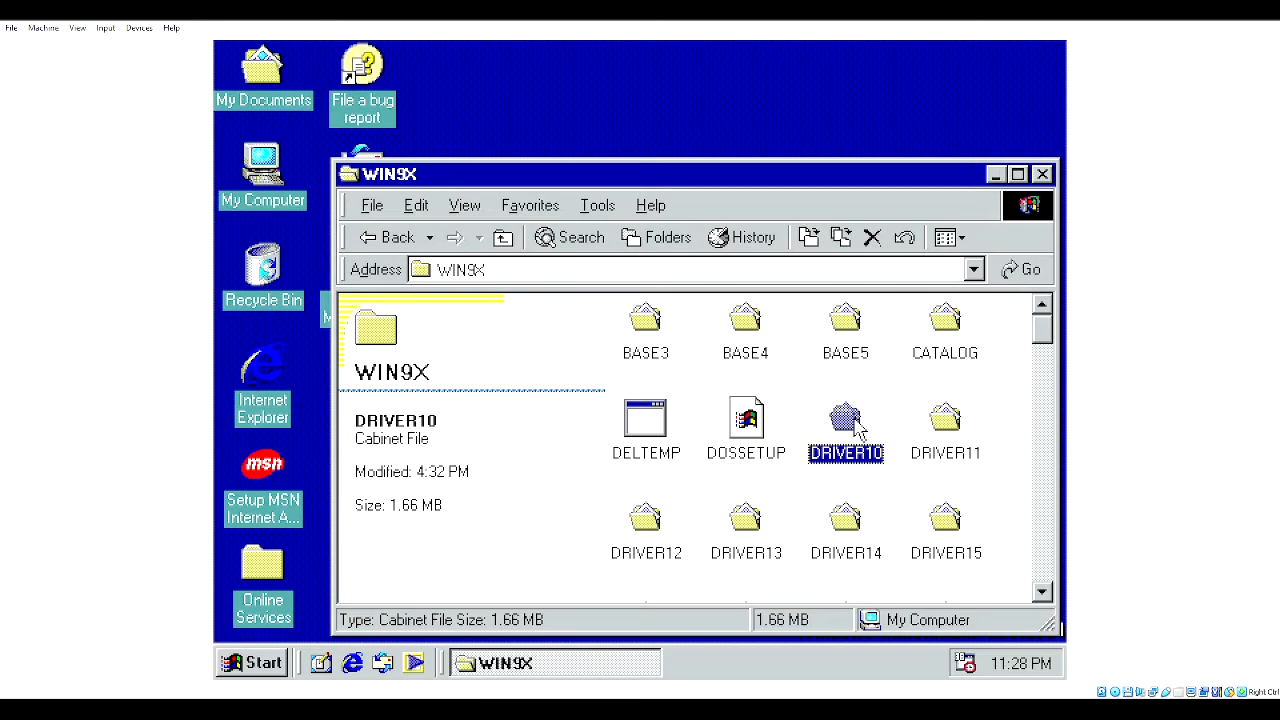 File Machine View Input Devices Help
My Documents
File a bug
report
My Computer
Recycle Bin
Internet
Explorer
msn
Setup MSN
Internet A...
Online
Services
WIN9X
File Edit View Favorites Tools Help
Back Search Folders History
Address WIN9X Go
WIN9X
DRIVER10
Cabinet File
Modified: 4:32 PM
Size: 1.66 MB
BASE3 BASE4 BASE5 CATALOG
DELTEMP DOSSETUP DRIVER10 DRIVER11
DRIVER12 DRIVER13 DRIVER14 DRIVER15
Type: Cabinet File Size: 1.66 MB 1.66 MB My Computer
Start WIN9X 11:28 PM
Right Ctrl